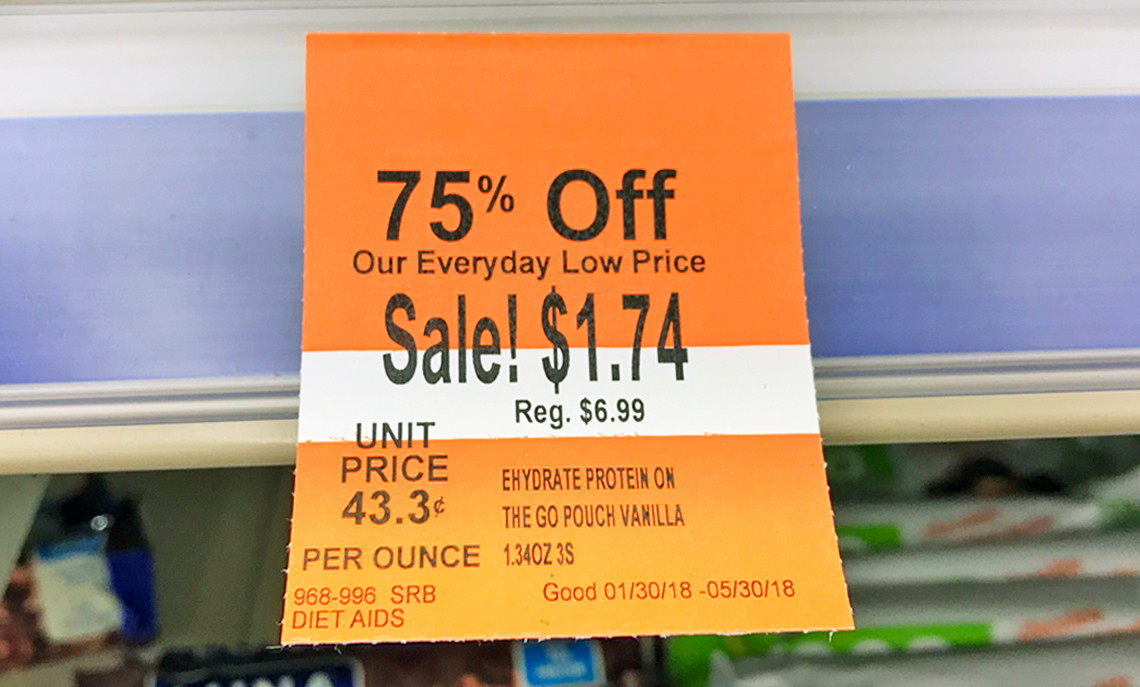 75% Off
Our Everyday Low Price
Sale! $1.74
Reg. $6.99
UNIT
PRICE
43.3¢
PER OUNCE
EHYDRATE PROTEIN ON
THE GO POUCH VANILLA
1.34OZ 3S
968-996 SRB
DIET AIDS
Good 01/30/18 -05/30/18